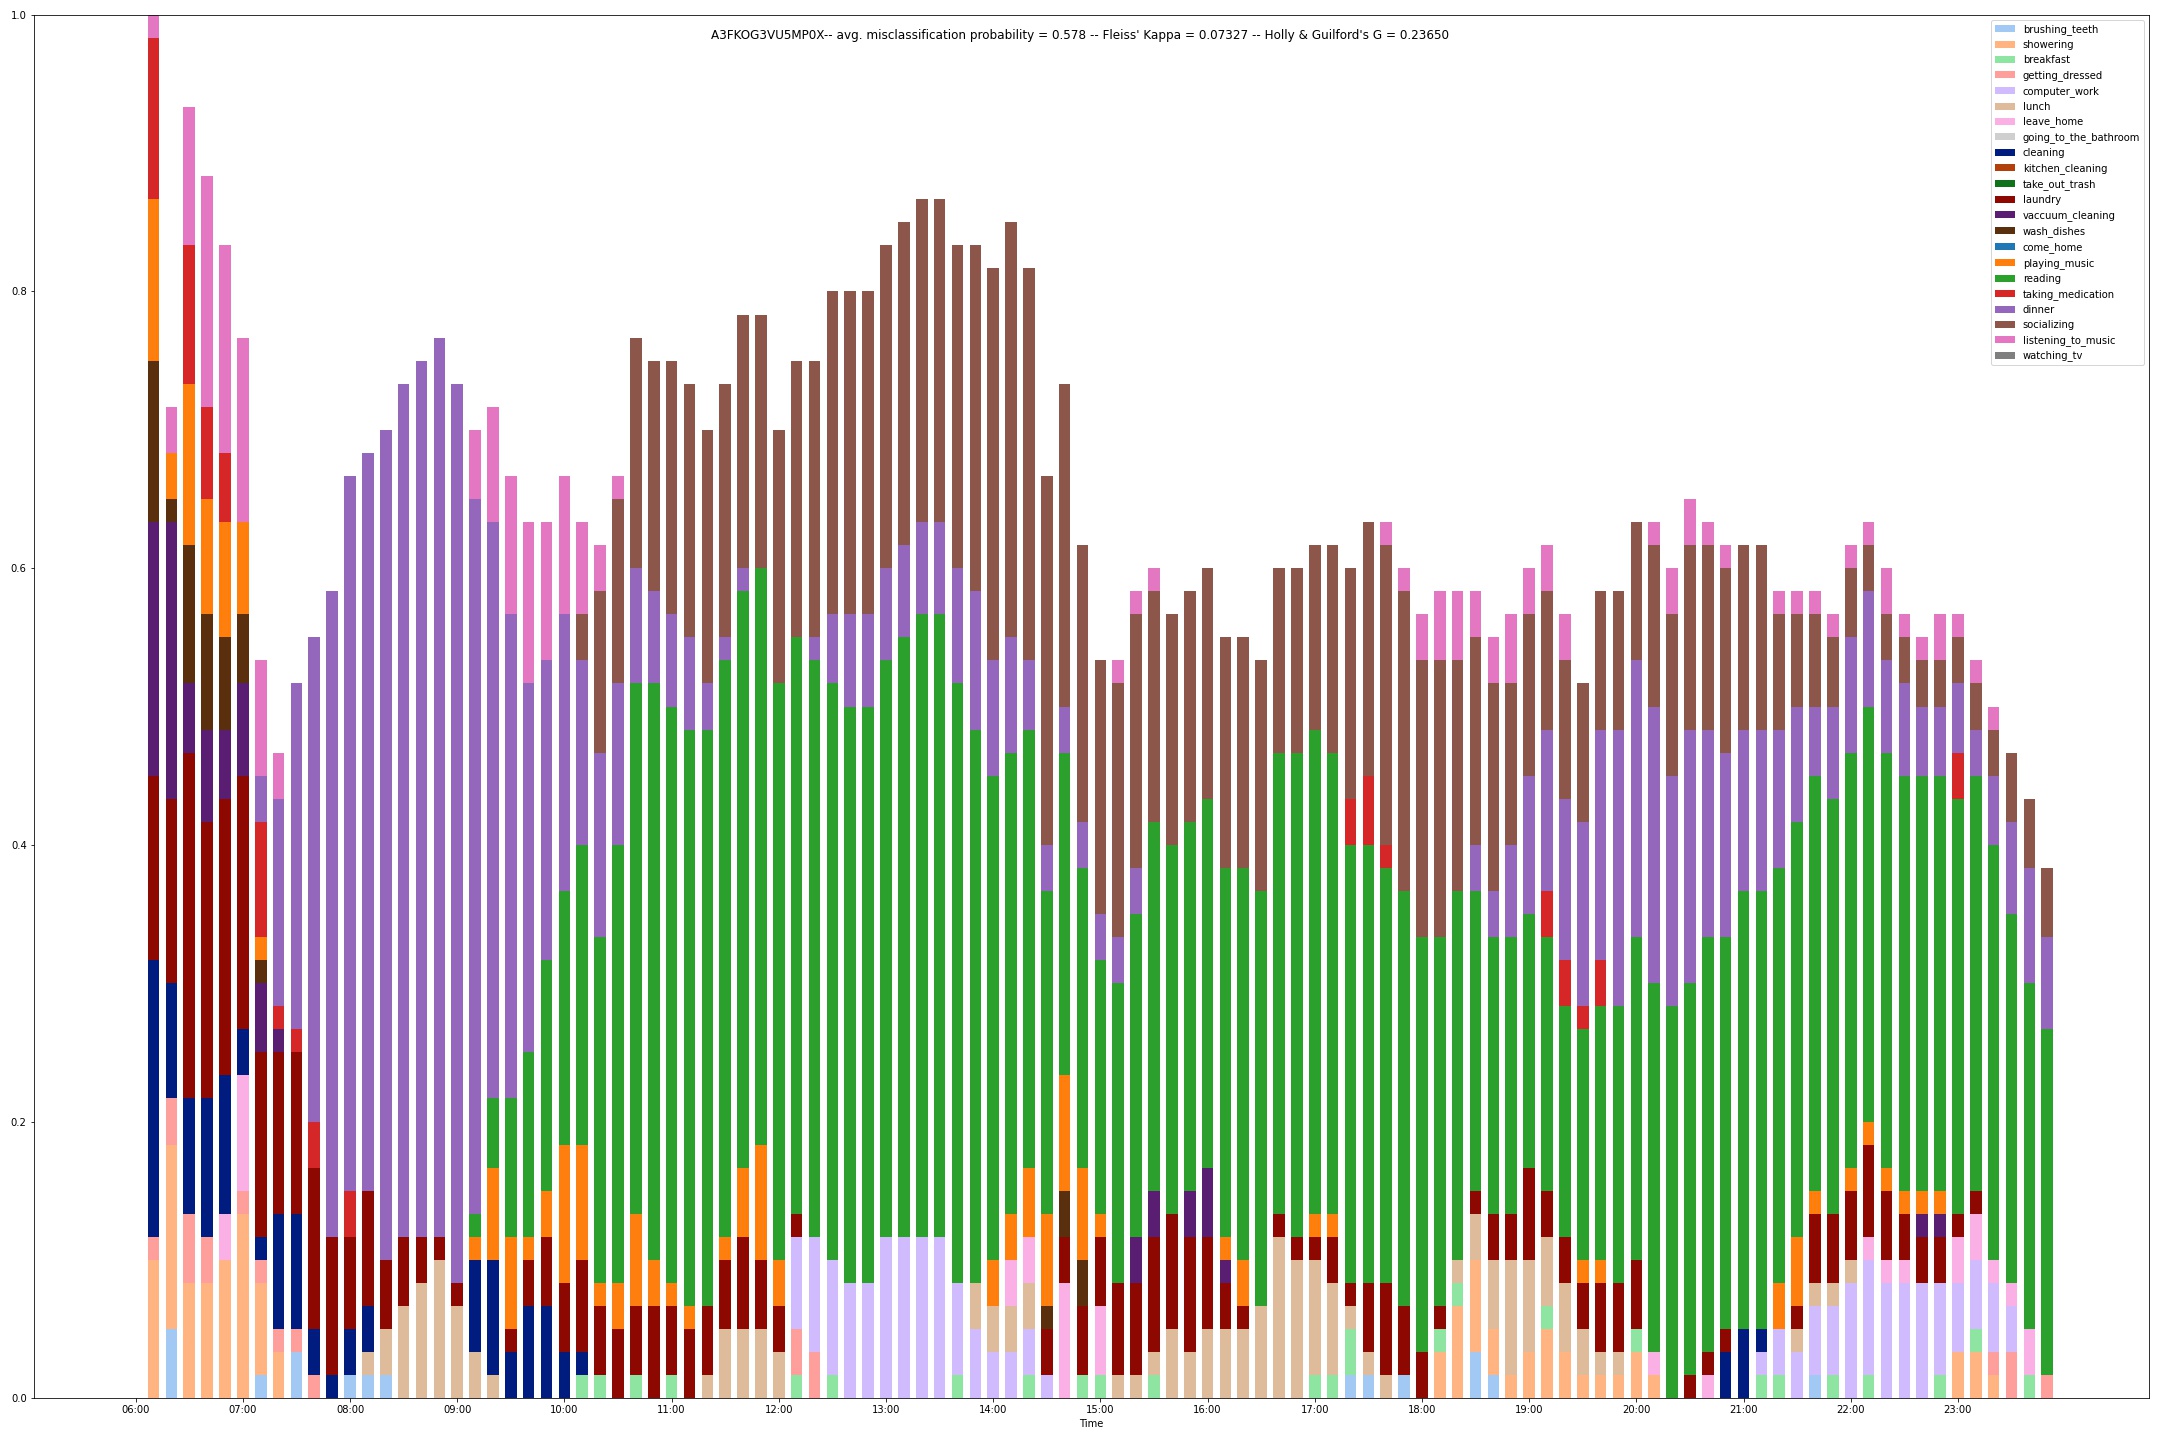 A3FKOG3VU5MP0X-- avg. misclassification probability = 0.578 -- Fleiss' Kappa = 0.07327 -- Holly & Guilford's G = 0.23650
brushing_teeth
showering
breakfast
getting_dressed
computer_work
lunch
leave_home
going_to_the_bathroom
cleaning
kitchen_cleaning
take_out_trash
laundry
vaccuum_cleaning
wash_dishes
come_home
playing_music
reading
taking_medication
dinner
socializing
listening_to_music
watching_tv
1.0
0.8
0.6
0.4
0.2
0.0
06:00 07:00 08:00 09:00 10:00 11:00 12:00 13:00 14:00 15:00 16:00 17:00 18:00 19:00 20:00 21:00 22:00 23:00
Time